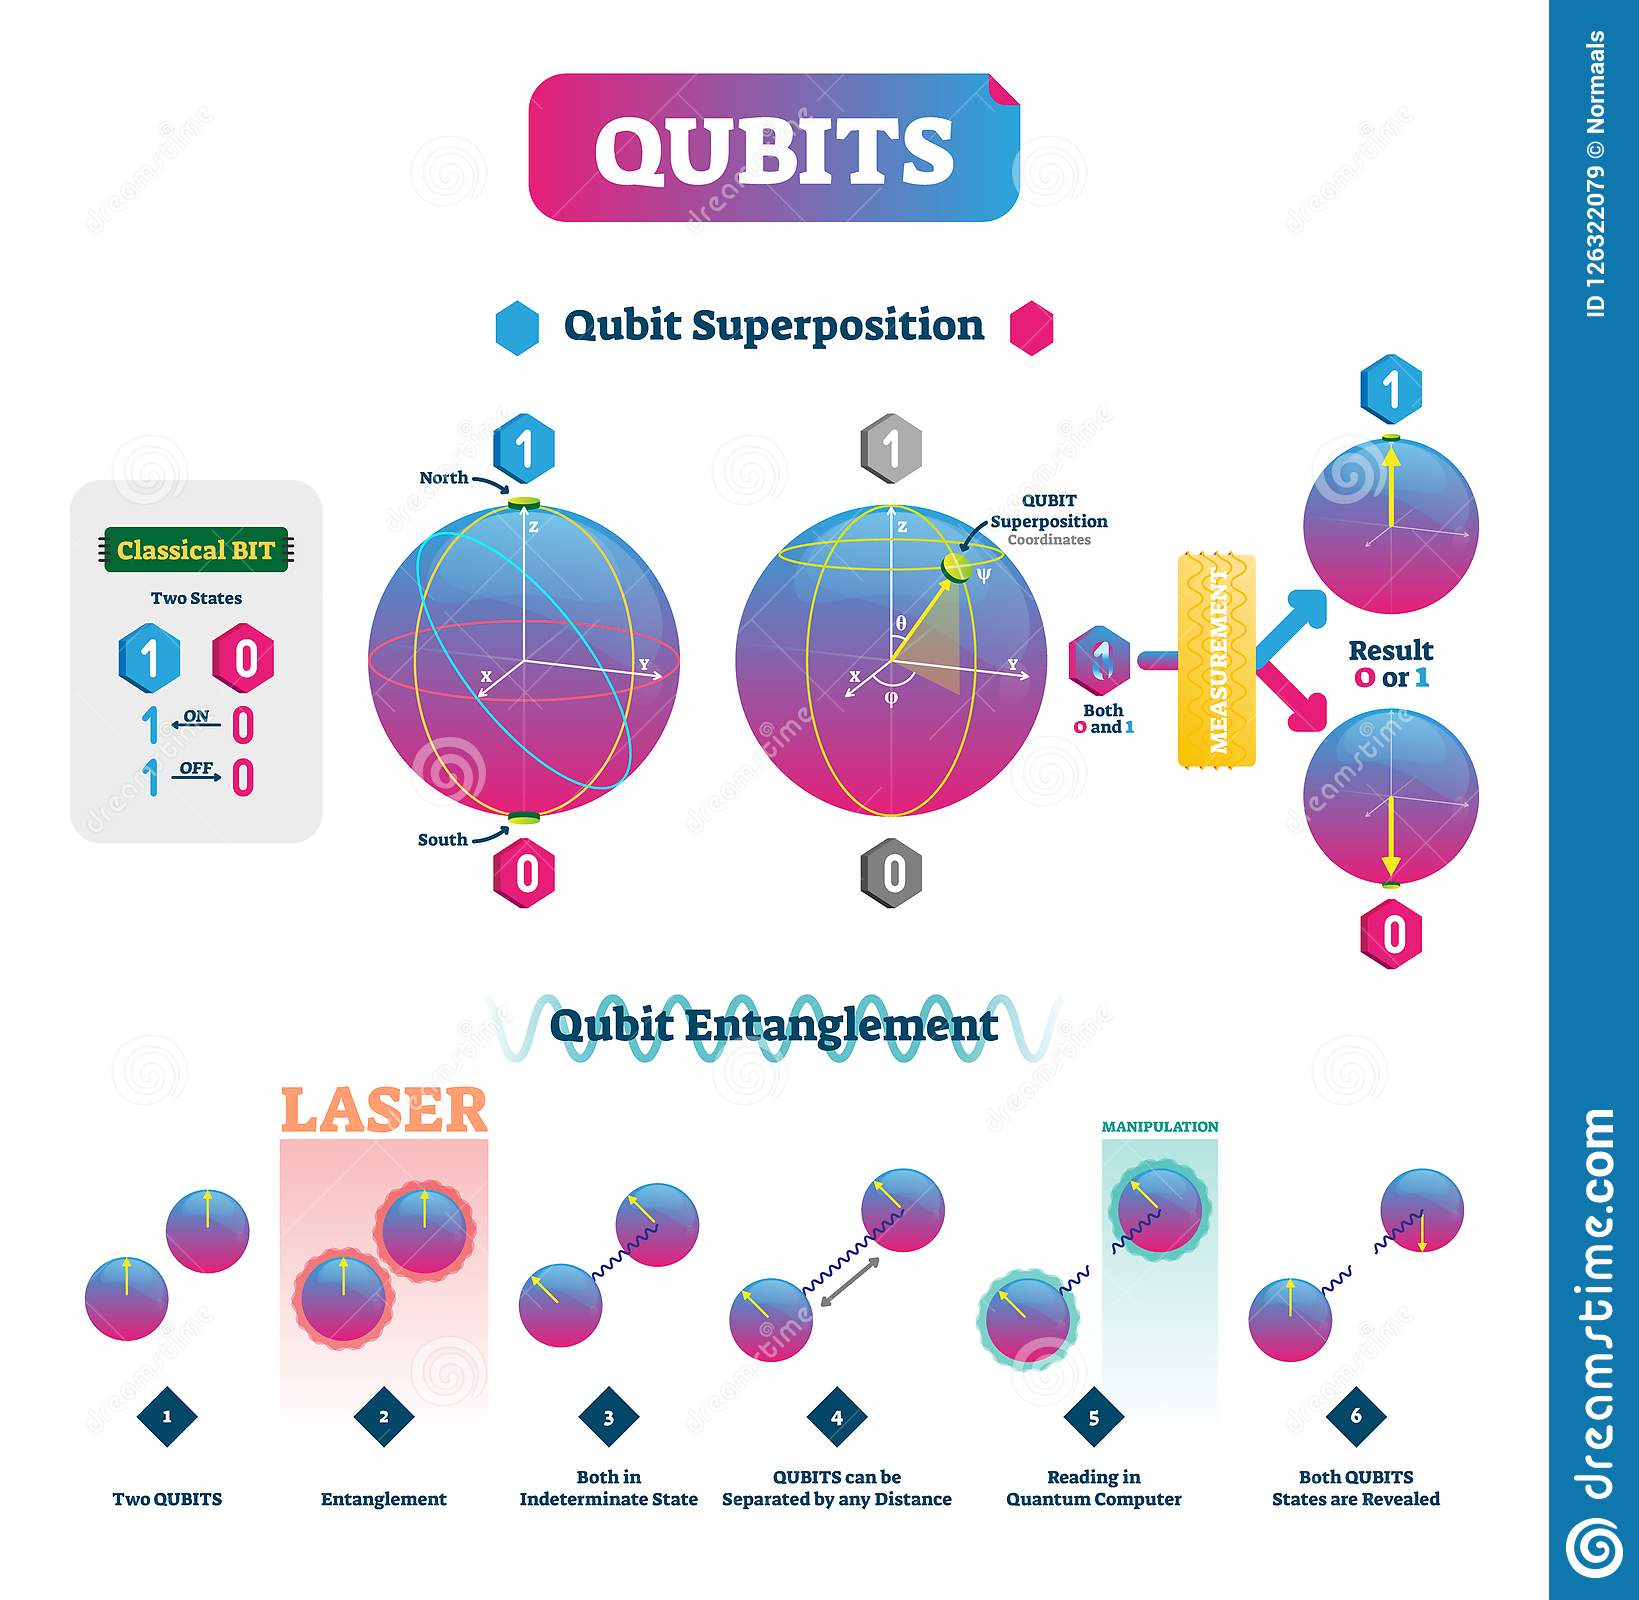 QUBITS
Qubit Superposition
Classical BIT
Two States
1 0
1 ON 0
1 OFF 0
1
North
Z
X
Y
South
0
1
QUBIT
Superposition
Coordinates
Z
ψ
θ
X
Y
φ
0
1
Both
0 and 1
MEASUREMENT
1
Result
0 or 1
0
Qubit Entanglement
LASER
MANIPULATION
1
Two QUBITS
2
Entanglement
3
Both in
Indeterminate State
4
QUBITS can be
Separated by any Distance
5
Reading in
Quantum Computer
6
Both QUBITS
States are Revealed
ID 126322079 © Normaals
dreamstime.com
dreamstime